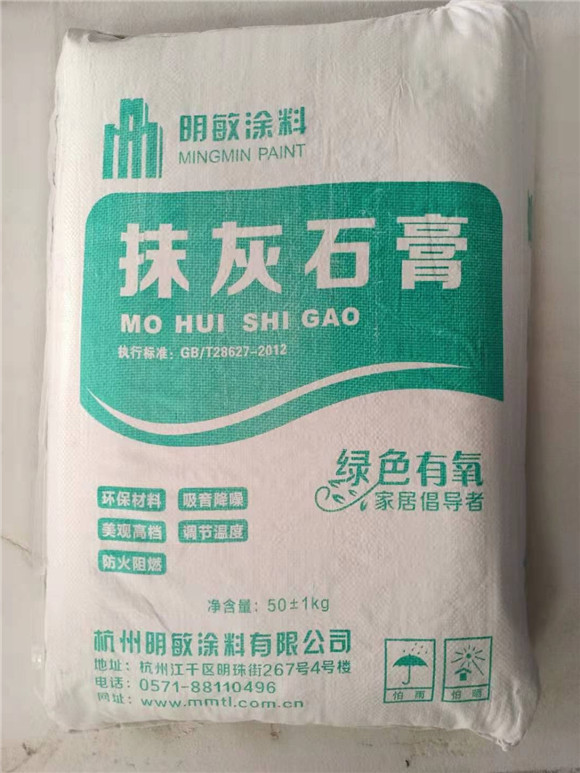 明敏涂料
MINGMIN PAINT
抹灰石膏
MO HUI SHI GAO
执行标准：GB/T28627-2012
绿色有氧
家居倡导者
环保材料 吸音降噪
美观高档 调节温度
防火阻燃
净含量：50±1kg
杭州明敏涂料有限公司
地址：杭州江干区明珠街267号4号楼
电话：0571-88110496
网址：www.mmtl.com.cn
怕雨 怕晒